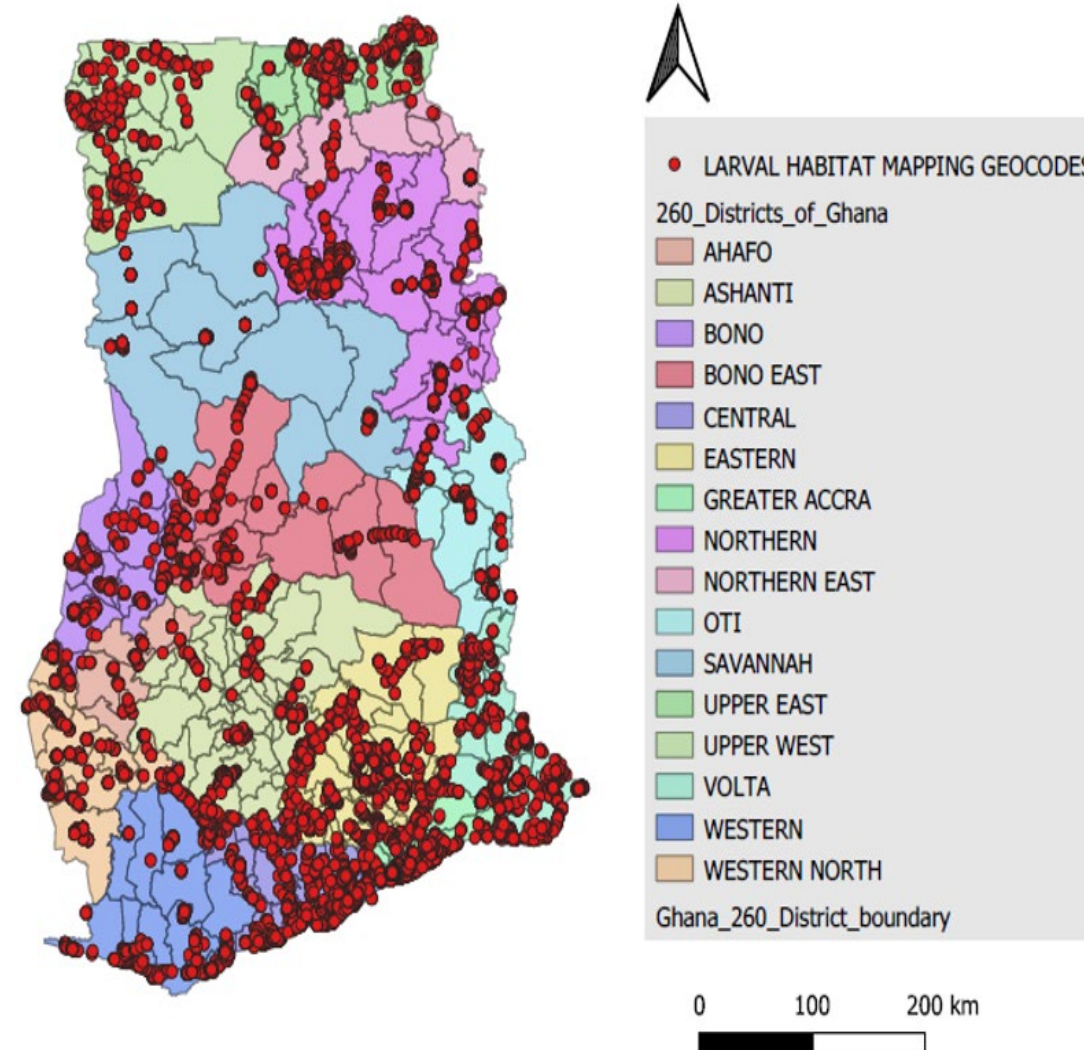 LARVAL HABITAT MAPPING GEOCODES
260_Districts_of_Ghana
AHAFO
ASHANTI
BONO
BONO EAST
CENTRAL
EASTERN
GREATER ACCRA
NORTHERN
NORTHERN EAST
OTI
SAVANNAH
UPPER EAST
UPPER WEST
VOLTA
WESTERN
WESTERN NORTH
Ghana_260_District_boundary
0 100 200 km